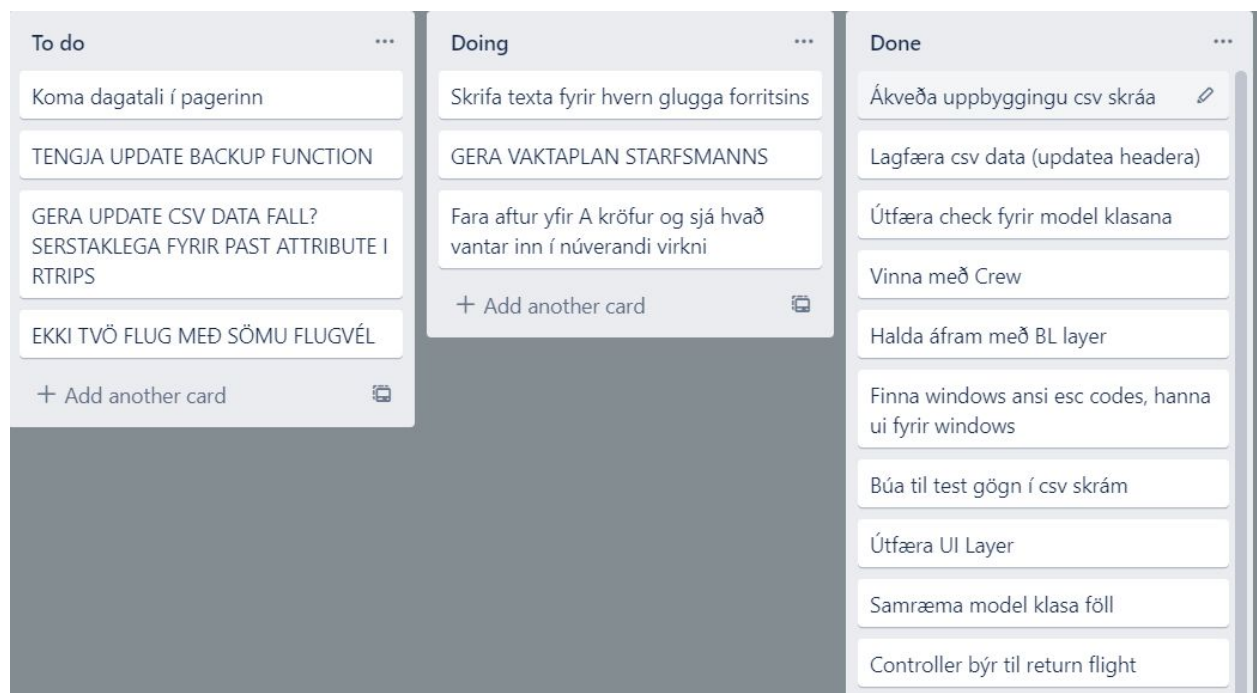 To do
Koma dagatali í pagerinn
TENGJA UPDATE BACKUP FUNCTION
GERA UPDATE CSV DATA FALL?
SERSTAKLEGA FYRIR PAST ATTRIBUTE I
RTRIPS
EKKI TVÖ FLUG MEÐ SÖMU FLUGVÉL
+ Add another card
Doing
Skrifa texta fyrir hvern glugga forritsins
GERA VAKTAPLAN STARFSMANNS
Fara aftur yfir A kröfur og sjá hvað
vantar inn í núverandi virkni
+ Add another card
Done
Ákveða uppbyggingu csv skráa
Lagfæra csv data (updatea headera)
Útfæra check fyrir model klasana
Vinna með Crew
Halda áfram með BL layer
Finna windows ansi esc codes, hanna
ui fyrir windows
Búa til test gögn í csv skrám
Útfæra UI Layer
Samræma model klasa föll
Controller býr til return flight